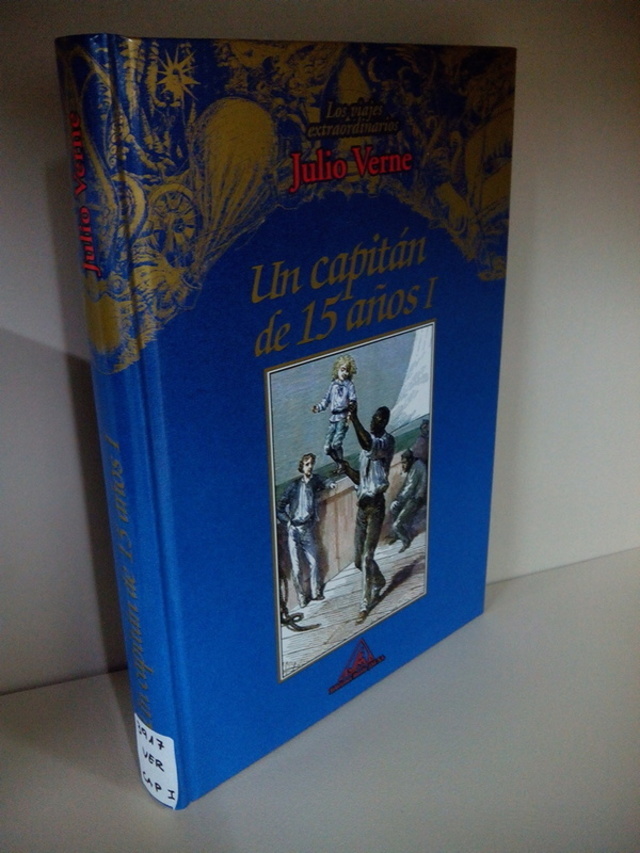 Los viajes
extraordinarios
Julio Verne
Un capitán
de 15 años I
Julio Verne
Un capitán de 15 años I
VER
CAP I